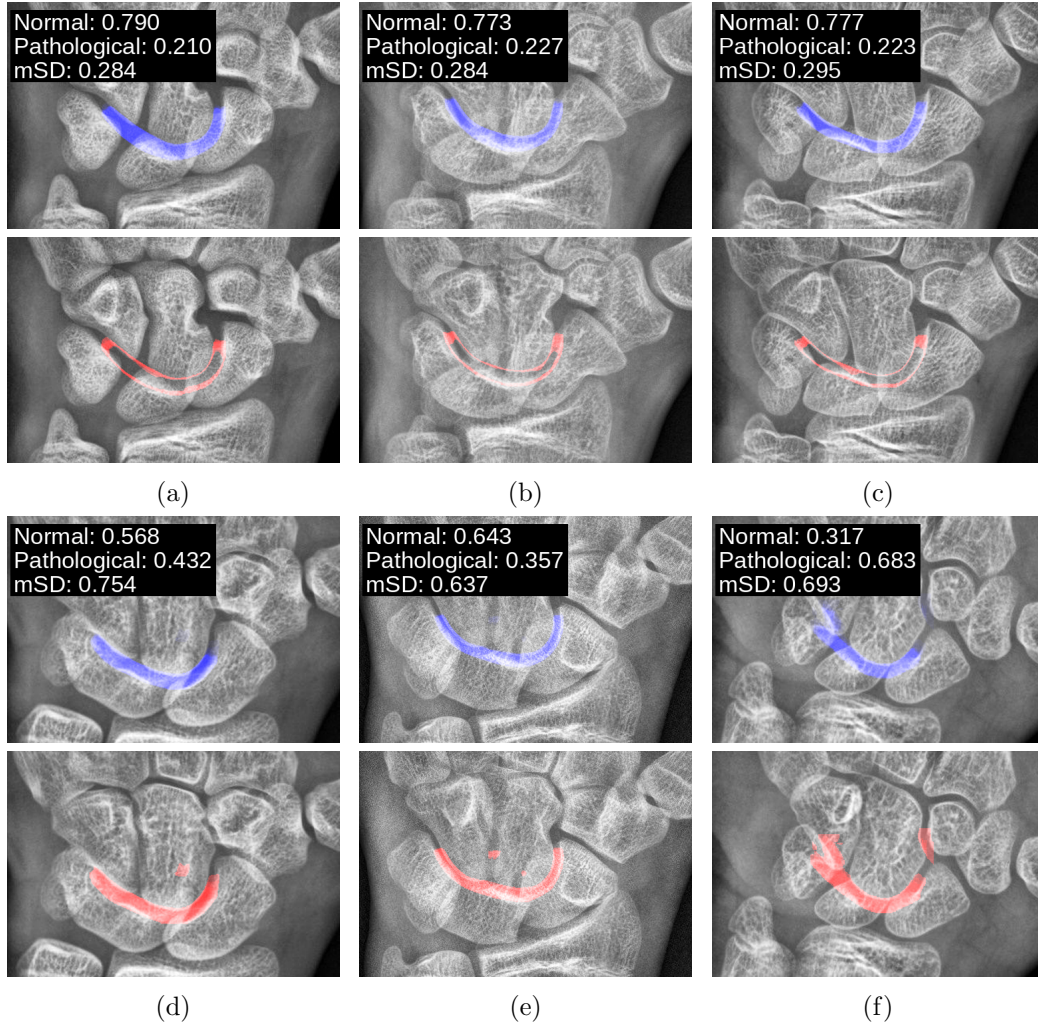 Normal: 0.790
Pathological: 0.210
mSD: 0.284
Normal: 0.773
Pathological: 0.227
mSD: 0.284
Normal: 0.777
Pathological: 0.223
mSD: 0.295
(a)
(b)
(c)
Normal: 0.568
Pathological: 0.432
mSD: 0.754
Normal: 0.643
Pathological: 0.357
mSD: 0.637
Normal: 0.317
Pathological: 0.683
mSD: 0.693
(d)
(e)
(f)